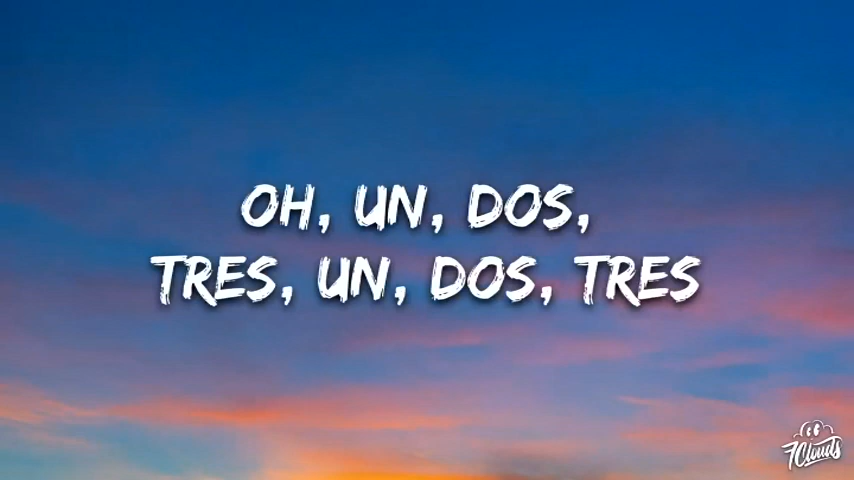 OH, UN, DOS,
TRES, UN, DOS, TRES
7Clouds